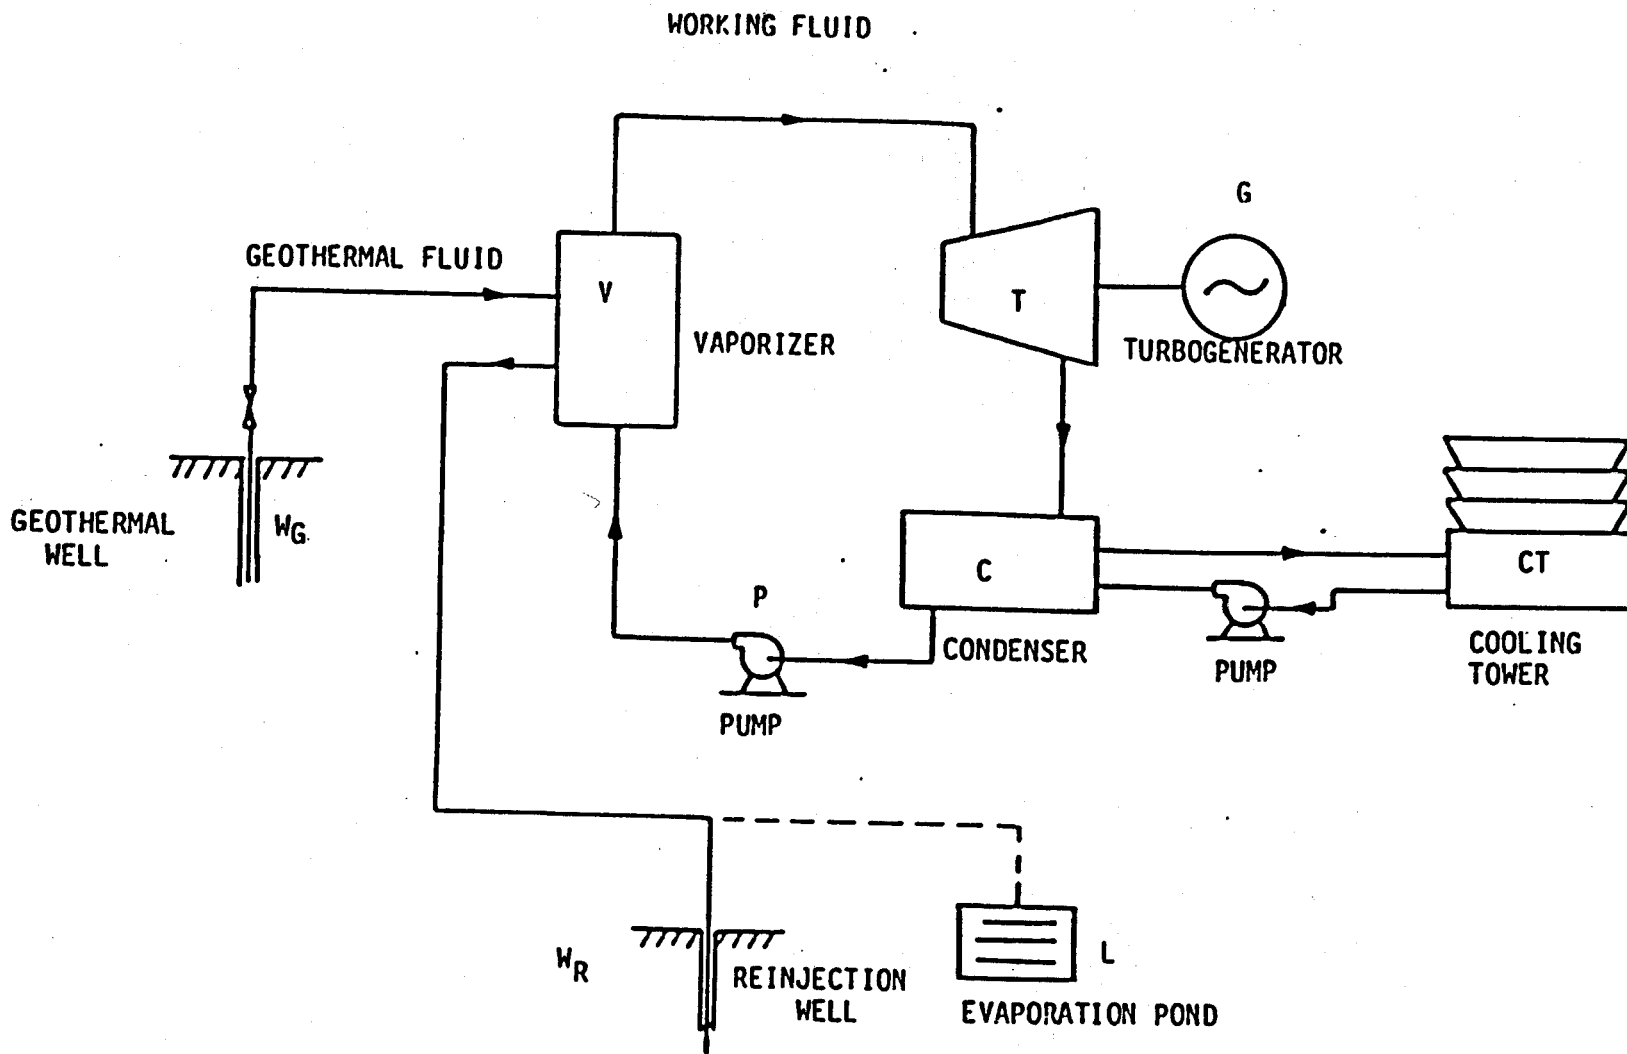 WORKING FLUID
G
GEOTHERMAL FLUID
V
T
VAPORIZER
TURBOGENERATOR
GEOTHERMAL
WELL
WG
C
CT
P
CONDENSER
PUMP
COOLING
TOWER
PUMP
WR
REINJECTION
WELL
L
EVAPORATION POND